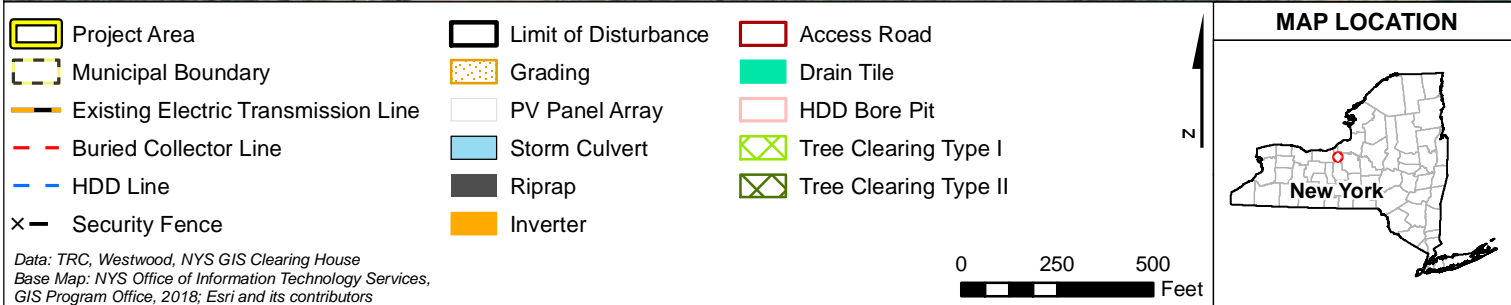 Project Area
Municipal Boundary
Existing Electric Transmission Line
Buried Collector Line
HDD Line
Security Fence
Limit of Disturbance
Grading
PV Panel Array
Storm Culvert
Riprap
Inverter
Access Road
Drain Tile
HDD Bore Pit
Tree Clearing Type I
Tree Clearing Type II
Data: TRC, Westwood, NYS GIS Clearing House
Base Map: NYS Office of Information Technology Services,
GIS Program Office, 2018; Esri and its contributors
0 250 500
Feet
N
MAP LOCATION
New York